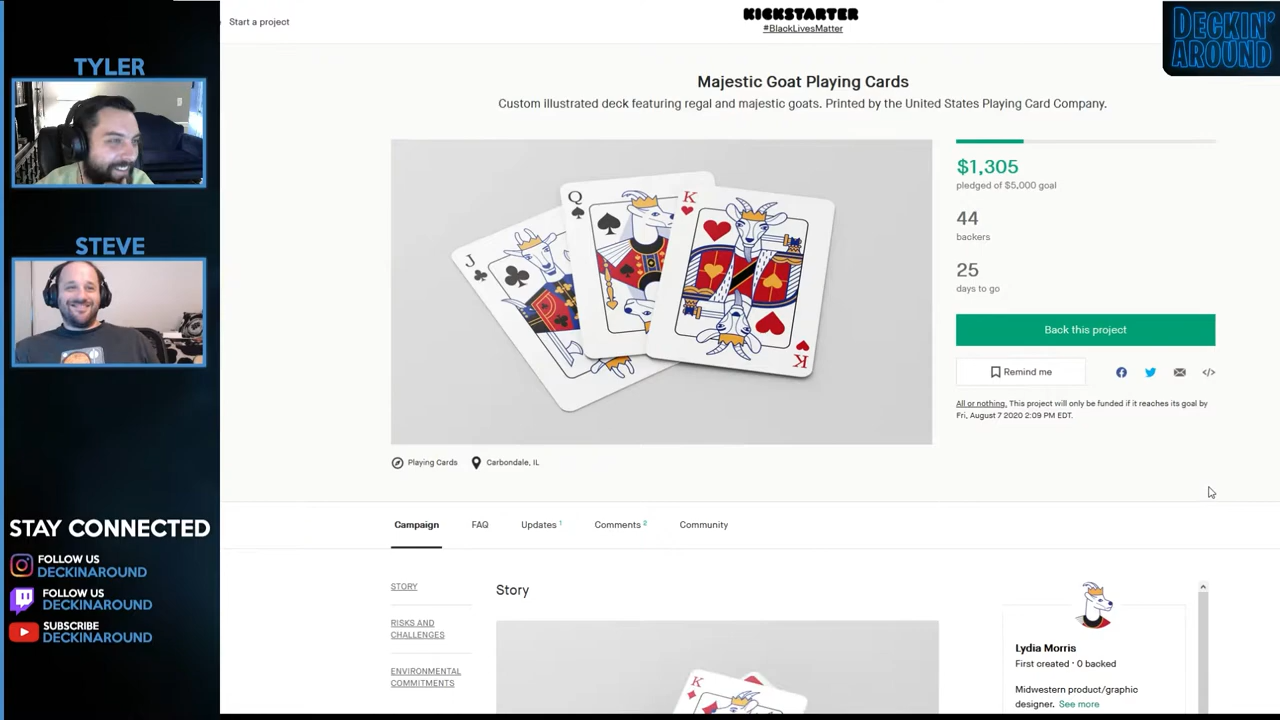 TYLER
STEVE
STAY CONNECTED
FOLLOW US
DECKINAROUND
FOLLOW US
DECKINAROUND
SUBSCRIBE
DECKINAROUND
Start a project
KICKSTARTER
#BlackLivesMatter
DECKIN'
AROUND
Majestic Goat Playing Cards
Custom illustrated deck featuring regal and majestic goats. Printed by the United States Playing Card Company.
J
Q
K
K
$1,305
pledged of $5,000 goal
44
backers
25
days to go
Back this project
Remind me
All or nothing. This project will only be funded if it reaches its goal by
Fri, August 7 2020 2:09 PM EDT.
Playing Cards
Carbondale, IL
Campaign
FAQ
Updates 1
Comments 2
Community
STORY
RISKS AND
CHALLENGES
ENVIRONMENTAL
COMMITMENTS
Story
K
Lydia Morris
First created · 0 backed
Midwestern product/graphic
designer. See more